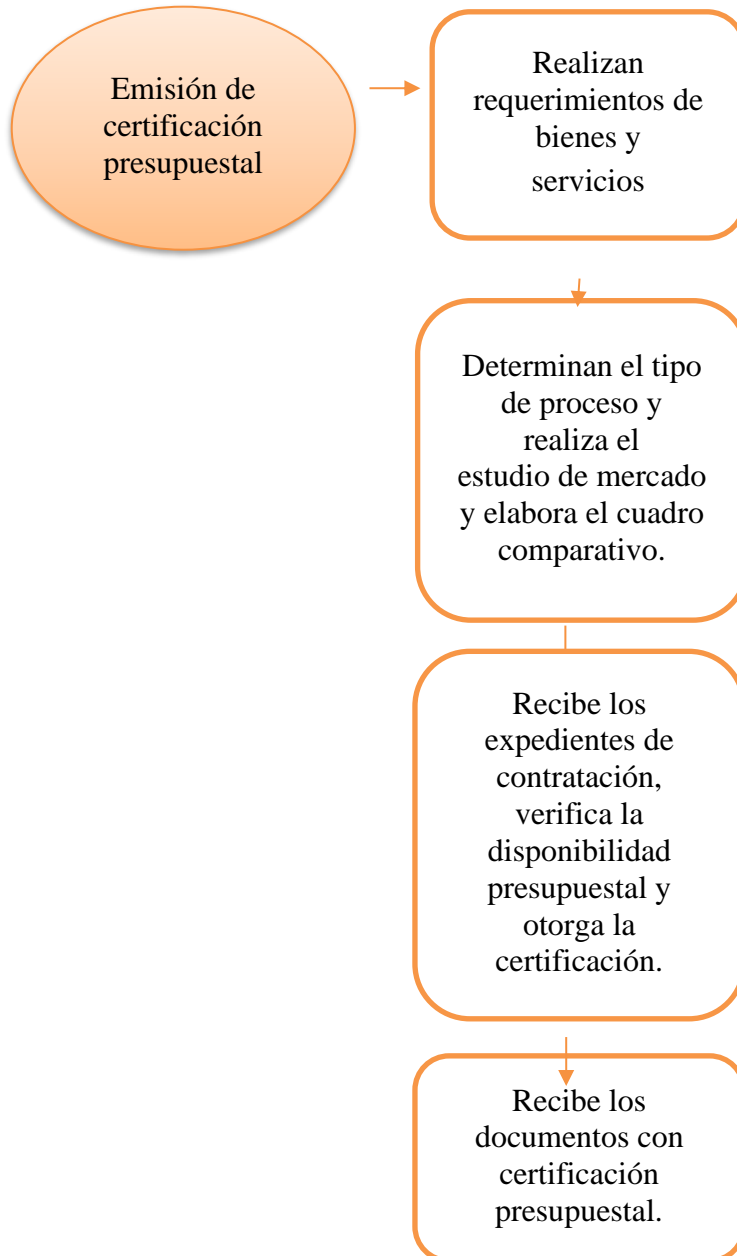 Emisión de
certificación
presupuestal
Realizan
requerimientos de
bienes y
servicios
Determinan el tipo
de proceso y
realiza el
estudio de mercado
y elabora el cuadro
comparativo.
Recibe los
expedientes de
contratación,
verifica la
disponibilidad
presupuestal y
otorga la
certificación.
Recibe los
documentos con
certificación
presupuestal.